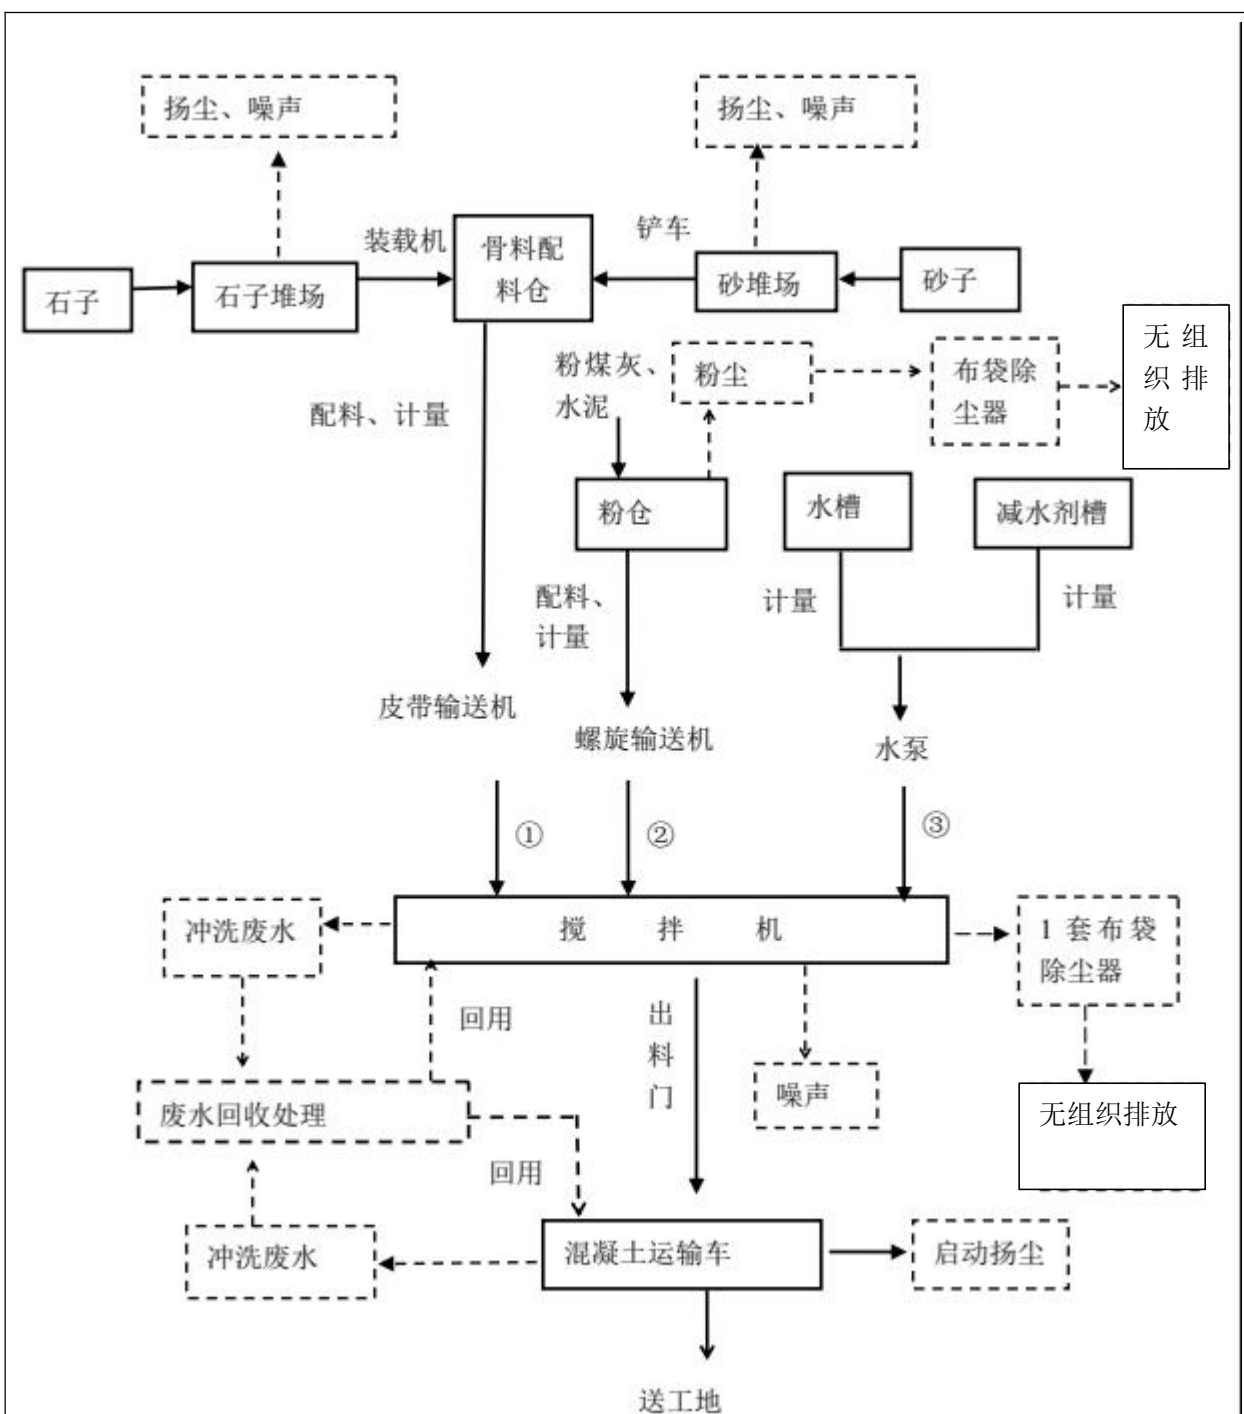 扬尘、噪声
扬尘、噪声
装载机
骨料配
料仓
铲车
石子
石子堆场
砂堆场
砂子
粉煤灰、
水泥
粉尘
布袋除
尘器
无组
织排
放
配料、计量
粉仓
水槽
减水剂槽
配料、
计量
计量
计量
皮带输送机
螺旋输送机
水泵
①
②
③
冲洗废水
搅拌机
1套布袋
除尘器
回用
出
料
门
废水回收处理
噪声
无组织排放
回用
冲洗废水
混凝土运输车
启动扬尘
送工地